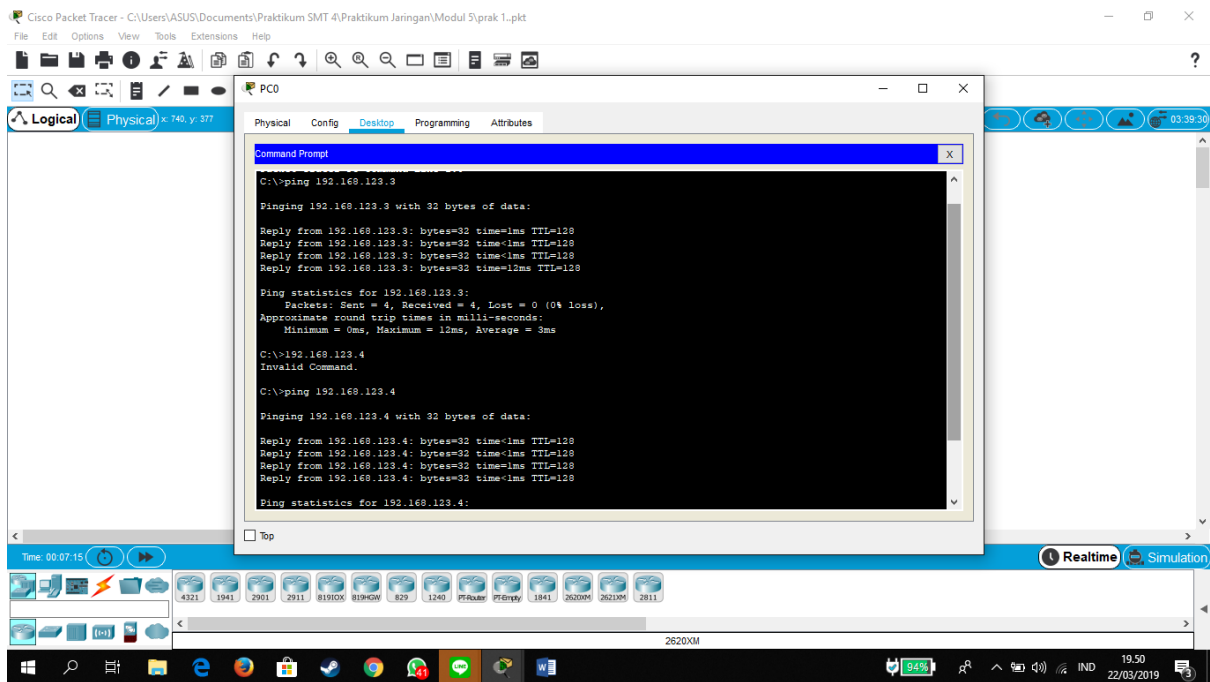 Cisco Packet Tracer - C:\Users\ASUS\Documents\Praktikum SMT 4\Praktikum Jaringan\Modul 5\prak 1..pkt
File Edit Options View Tools Extensions Help
PC0
Logical Physical x: 740, y: 377
03:39:30
Physical Config Desktop Programming Attributes
Command Prompt
X
C:\>ping 192.168.123.3
Pinging 192.168.123.3 with 32 bytes of data:
Reply from 192.168.123.3: bytes=32 time=1ms TTL=128
Reply from 192.168.123.3: bytes=32 time<1ms TTL=128
Reply from 192.168.123.3: bytes=32 time<1ms TTL=128
Reply from 192.168.123.3: bytes=32 time=12ms TTL=128
Ping statistics for 192.168.123.3:
Packets: Sent = 4, Received = 4, Lost = 0 (0% loss),
Approximate round trip times in milli-seconds:
Minimum = 0ms, Maximum = 12ms, Average = 3ms
C:\>192.168.123.4
Invalid Command.
C:\>ping 192.168.123.4
Pinging 192.168.123.4 with 32 bytes of data:
Reply from 192.168.123.4: bytes=32 time<1ms TTL=128
Reply from 192.168.123.4: bytes=32 time<1ms TTL=128
Reply from 192.168.123.4: bytes=32 time=1ms TTL=128
Reply from 192.168.123.4: bytes=32 time<1ms TTL=128
Ping statistics for 192.168.123.4:
Top
Time: 00:07:15
Realtime Simulation
4321 1941 2901 2911 819IOX 819HGW 829 1240 PT-Router PT-Empty 1841 2620XM 2621XM 2811
2620XM
41
94%
IND
19.50
22/03/2019
3